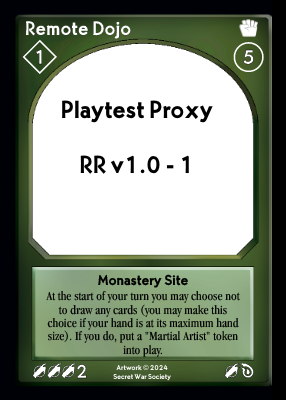 Remote Dojo
1
5
Playtest Proxy
RR v1.0 - 1
Monastery Site
At the start of your turn you may choose not
to draw any cards (you may make this
choice if your hand is at its maximum hand
size). If you do, put a "Martial Artist" token
into play.
2
Artwork © 2024
Secret War Society